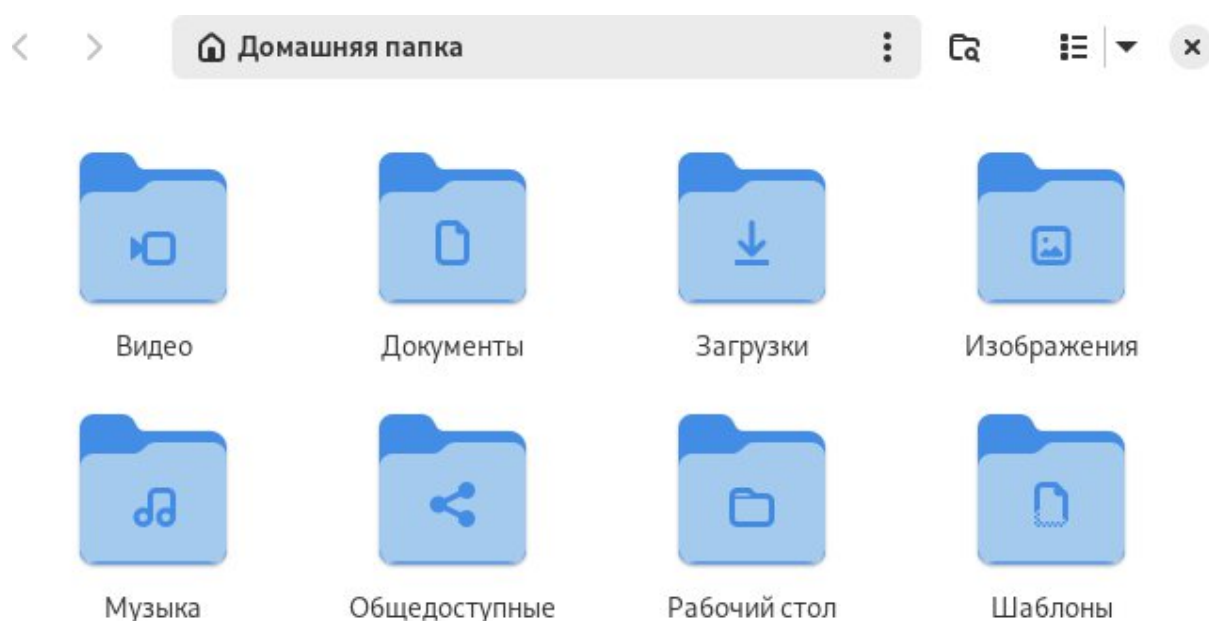 Домашняя папка
Видео
Документы
Загрузки
Изображения
Музыка
Общедоступные
Рабочий стол
Шаблоны